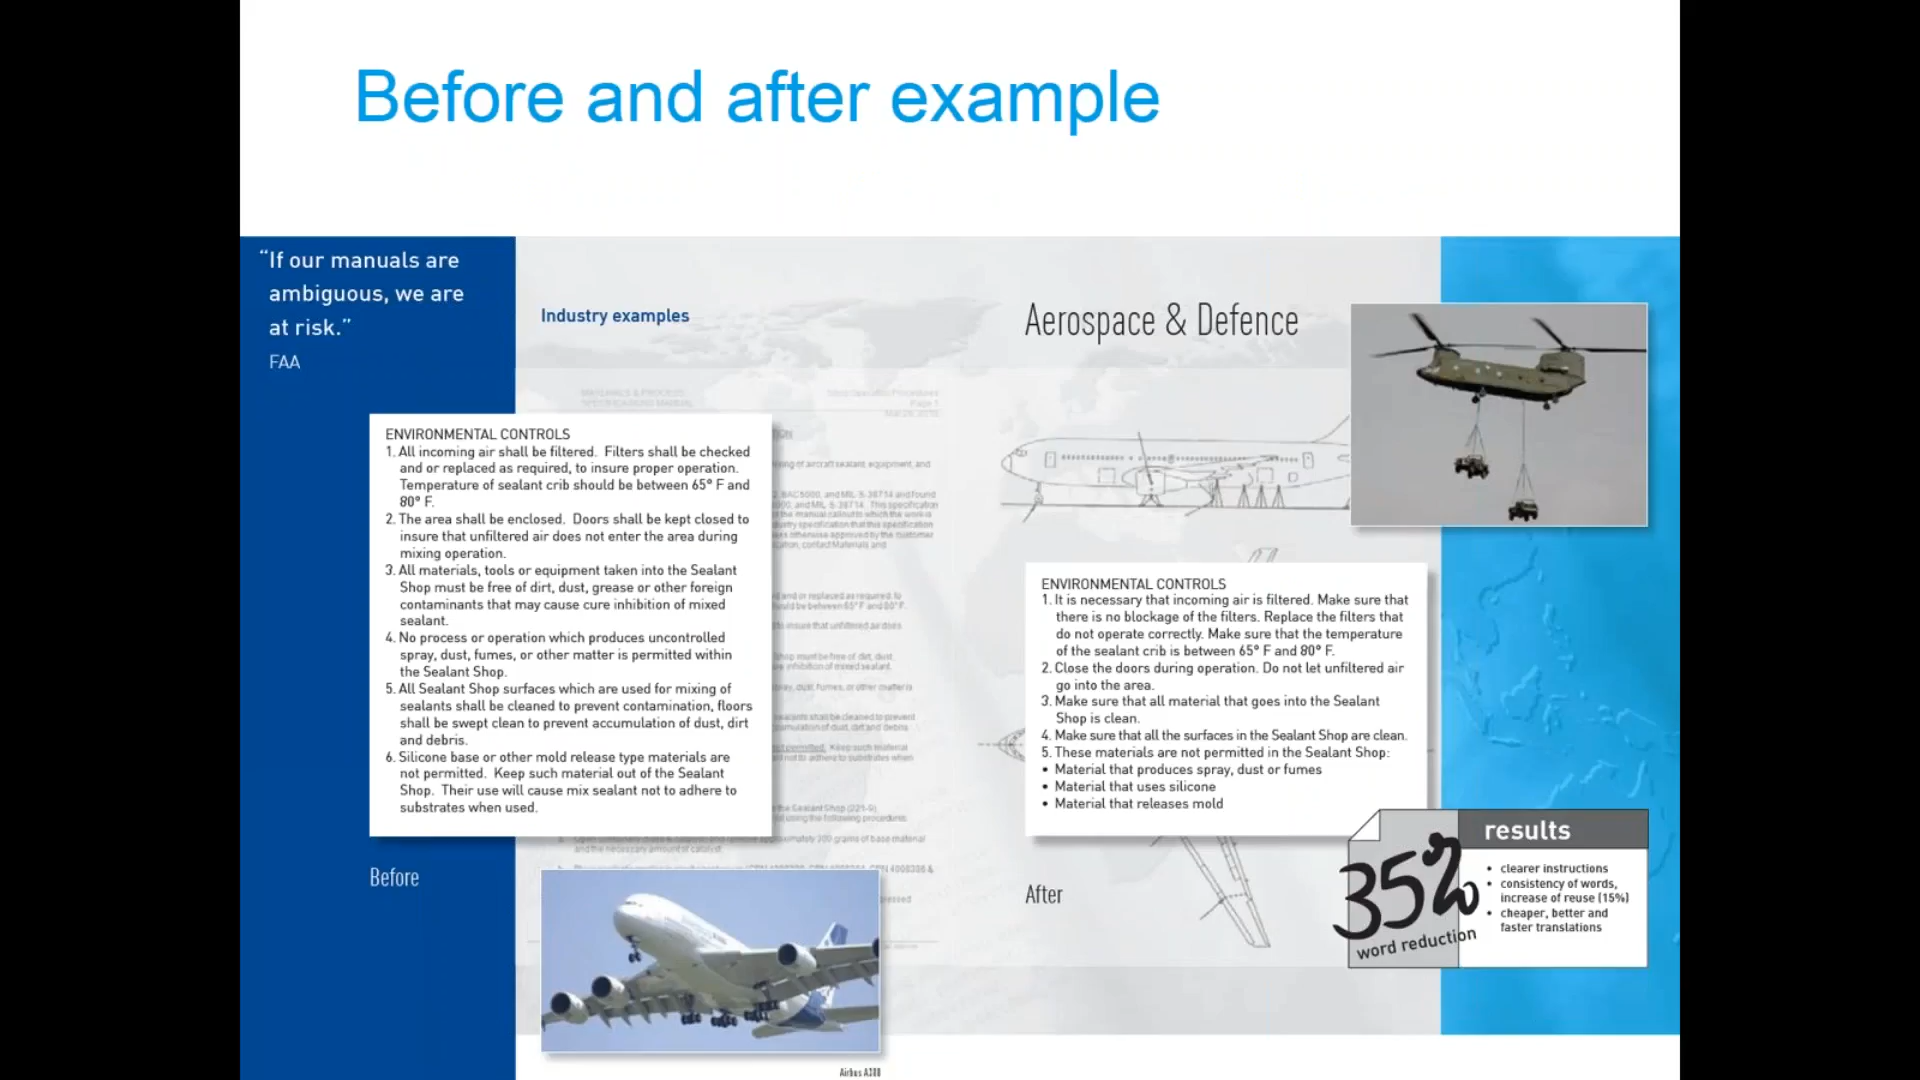 Before and after example
“If our manuals are
ambiguous, we are
at risk.”
FAA
Industry examples
Aerospace & Defence
ENVIRONMENTAL CONTROLS
1. All incoming air shall be filtered. Filters shall be checked
and or replaced as required, to insure proper operation.
Temperature of sealant crib should be between 65° F and
80° F.
2. The area shall be enclosed. Doors shall be kept closed to
insure that unfiltered air does not enter the area during
mixing operation.
3. All materials, tools or equipment taken into the Sealant
Shop must be free of dirt, dust, grease or other foreign
contaminants that may cause cure inhibition of mixed
sealant.
4. No process or operation which produces uncontrolled
spray, dust, fumes, or other matter is permitted within
the Sealant Shop.
5. All Sealant Shop surfaces which are used for mixing of
sealants shall be cleaned to prevent contamination, floors
shall be swept clean to prevent accumulation of dust, dirt
and debris.
6. Silicone base or other mold release type materials are
not permitted. Keep such material out of the Sealant
Shop. Their use will cause mix sealant not to adhere to
substrates when used.
Before
Airbus A380
ENVIRONMENTAL CONTROLS
1. It is necessary that incoming air is filtered. Make sure that
there is no blockage of the filters. Replace the filters that
do not operate correctly. Make sure that the temperature
of the sealant crib is between 65° F and 80° F.
2. Close the doors during operation. Do not let unfiltered air
go into the area.
3. Make sure that all material that goes into the Sealant
Shop is clean.
4. Make sure that all the surfaces in the Sealant Shop are clean.
5. These materials are not permitted in the Sealant Shop:
• Material that produces spray, dust or fumes
• Material that uses silicone
• Material that releases mold
After
35%
word reduction
results
• clearer instructions
• consistency of words,
increase of reuse (15%)
• cheaper, better and
faster translations